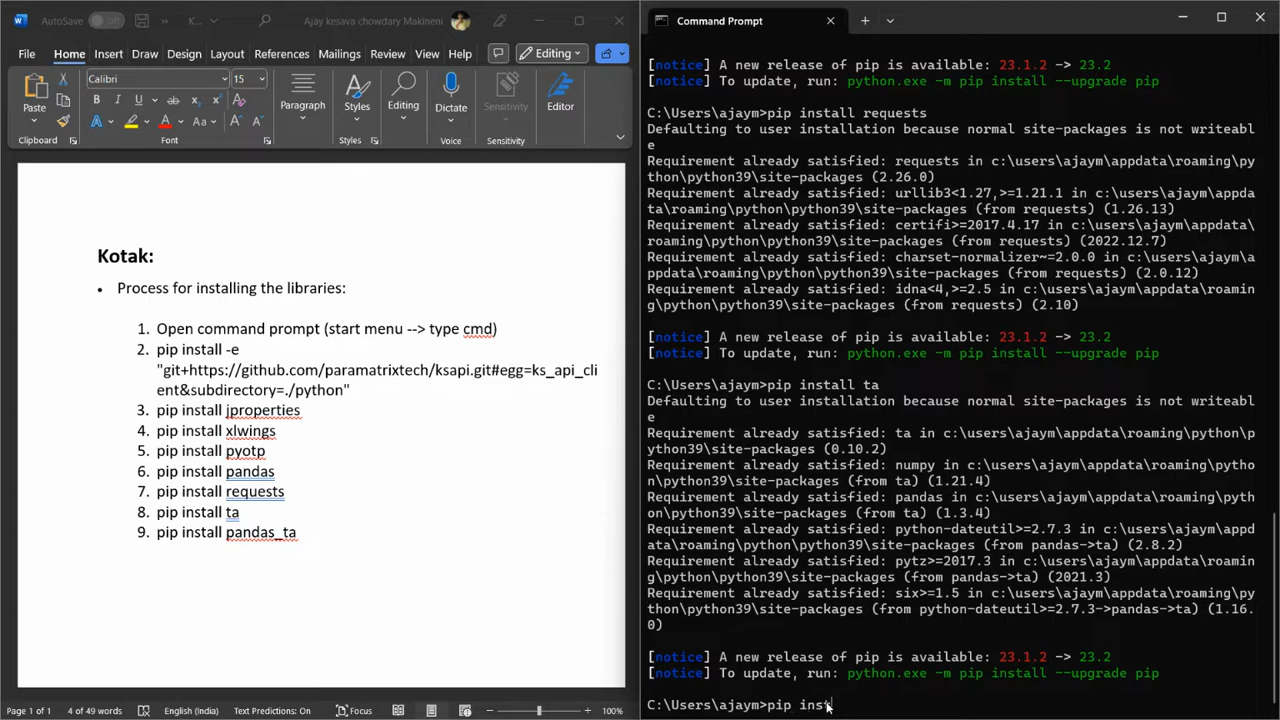 AutoSave Off
K...
Ajay kesava chowdary Makineni
File Home Insert Draw Design Layout References Mailings Review View Help Editing
Calibri 15
Paste
Paragraph
Styles
Editing
Dictate
Sensitivity
Editor
Clipboard Font Styles Voice Sensitivity
Kotak:
• Process for installing the libraries:
1. Open command prompt (start menu --> type cmd)
2. pip install -e
"git+https://github.com/paramatrixtech/ksapi.git#egg=ks_api_cli
ent&subdirectory=./python"
3. pip install jproperties
4. pip install xlwings
5. pip install pyotp
6. pip install pandas
7. pip install requests
8. pip install ta
9. pip install pandas_ta
Page 1 of 1 4 of 49 words English (India) Text Predictions: On Focus 100%
Command Prompt
[notice] A new release of pip is available: 23.1.2 -> 23.2
[notice] To update, run: python.exe -m pip install --upgrade pip
C:\Users\ajaym>pip install requests
Defaulting to user installation because normal site-packages is not writeabl
e
Requirement already satisfied: requests in c:\users\ajaym\appdata\roaming\py
thon\python39\site-packages (2.26.0)
Requirement already satisfied: urllib3<1.27,>=1.21.1 in c:\users\ajaym\appda
ta\roaming\python\python39\site-packages (from requests) (1.26.13)
Requirement already satisfied: certifi>=2017.4.17 in c:\users\ajaym\appdata\
roaming\python\python39\site-packages (from requests) (2022.12.7)
Requirement already satisfied: charset-normalizer~=2.0.0 in c:\users\ajaym\a
ppdata\roaming\python\python39\site-packages (from requests) (2.0.12)
Requirement already satisfied: idna<4,>=2.5 in c:\users\ajaym\appdata\roamin
g\python\python39\site-packages (from requests) (2.10)
[notice] A new release of pip is available: 23.1.2 -> 23.2
[notice] To update, run: python.exe -m pip install --upgrade pip
C:\Users\ajaym>pip install ta
Defaulting to user installation because normal site-packages is not writeabl
e
Requirement already satisfied: ta in c:\users\ajaym\appdata\roaming\python\p
ython39\site-packages (0.10.2)
Requirement already satisfied: numpy in c:\users\ajaym\appdata\roaming\pytho
n\python39\site-packages (from ta) (1.21.4)
Requirement already satisfied: pandas in c:\users\ajaym\appdata\roaming\pyth
on\python39\site-packages (from ta) (1.3.4)
Requirement already satisfied: python-dateutil>=2.7.3 in c:\users\ajaym\appd
ata\roaming\python\python39\site-packages (from pandas->ta) (2.8.2)
Requirement already satisfied: pytz>=2017.3 in c:\users\ajaym\appdata\roamin
g\python\python39\site-packages (from pandas->ta) (2021.3)
Requirement already satisfied: six>=1.5 in c:\users\ajaym\appdata\roaming\py
thon\python39\site-packages (from python-dateutil>=2.7.3->pandas->ta) (1.16.
0)
[notice] A new release of pip is available: 23.1.2 -> 23.2
[notice] To update, run: python.exe -m pip install --upgrade pip
C:\Users\ajaym>pip inst